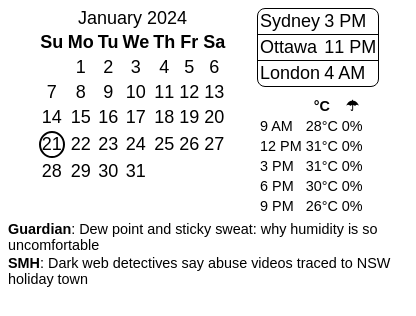 January 2024
Su Mo Tu We Th Fr Sa
1 2 3 4 5 6
7 8 9 10 11 12 13
14 15 16 17 18 19 20
21 22 23 24 25 26 27
28 29 30 31
Sydney 3 PM
Ottawa 11 PM
London 4 AM
°C ☂
9 AM 28°C 0%
12 PM 31°C 0%
3 PM 31°C 0%
6 PM 30°C 0%
9 PM 26°C 0%
Guardian: Dew point and sticky sweat: why humidity is so
uncomfortable
SMH: Dark web detectives say abuse videos traced to NSW
holiday town